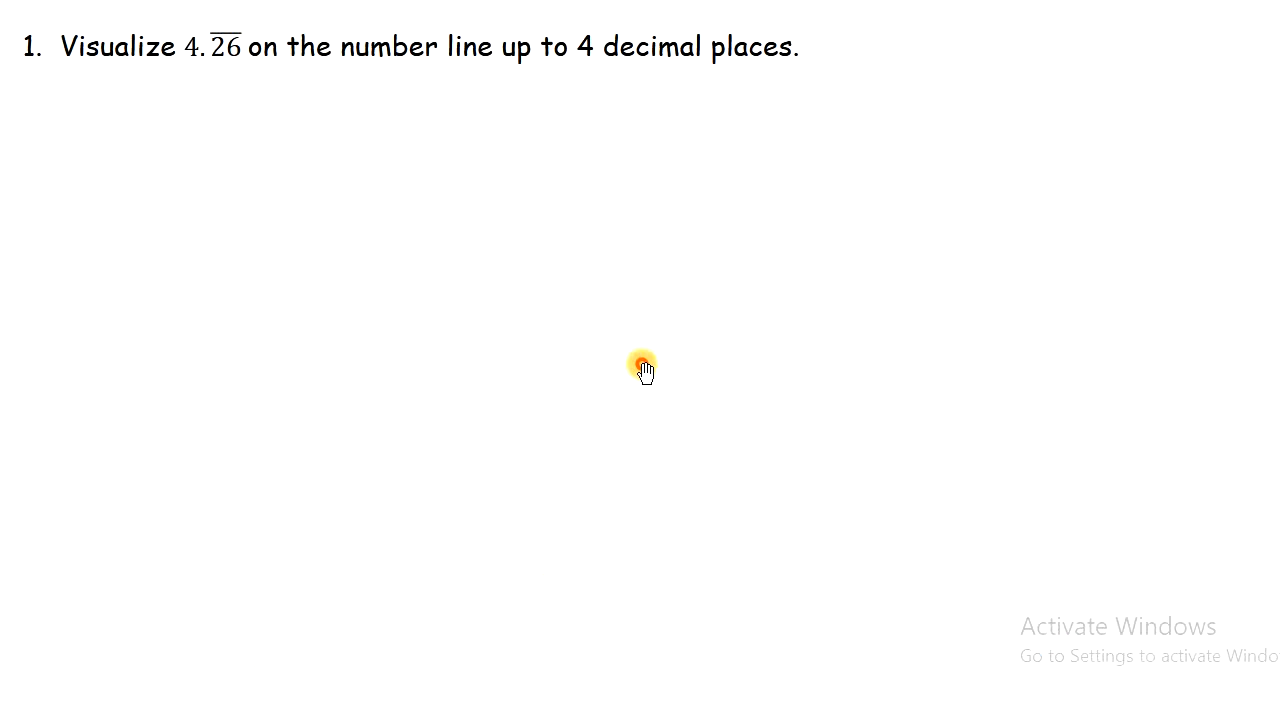 1. Visualize 4.\overline{26} on the number line up to 4 decimal places.
Activate Windows
Go to Settings to activate Windo